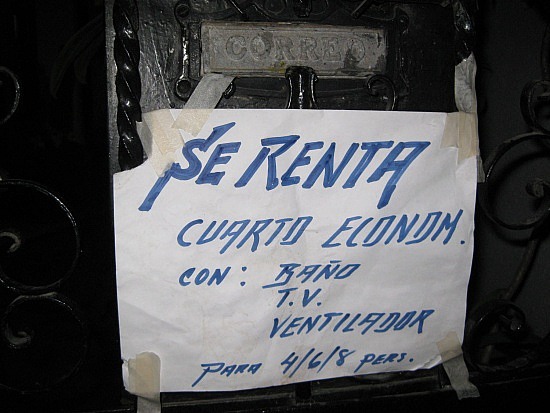 CORREO
SE RENTA
CUARTO ECONOM.
CON: BAÑO
T.V.
VENTILADOR
PARA 4/6/8 PERS.